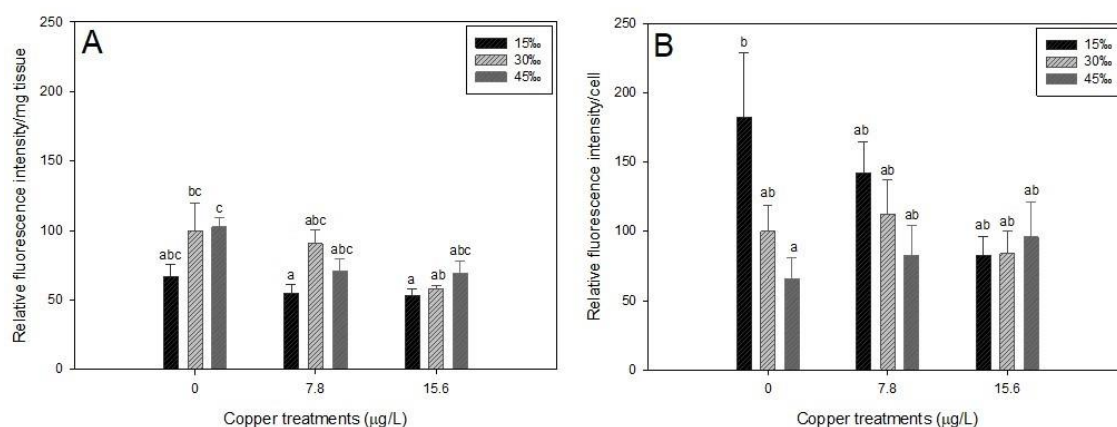 A
15‰
30‰
45‰
Relative fluorescence intensity/mg tissue
250
200
150
100
50
0
abc
bc
c
a
abc
abc
a
ab
abc
0
7.8
15.6
Copper treatments (µg/L)
B
15‰
30‰
45‰
Relative fluorescence intensity/cell
250
200
150
100
50
0
b
ab
a
ab
ab
ab
ab
ab
ab
0
7.8
15.6
Copper treatments (µg/L)